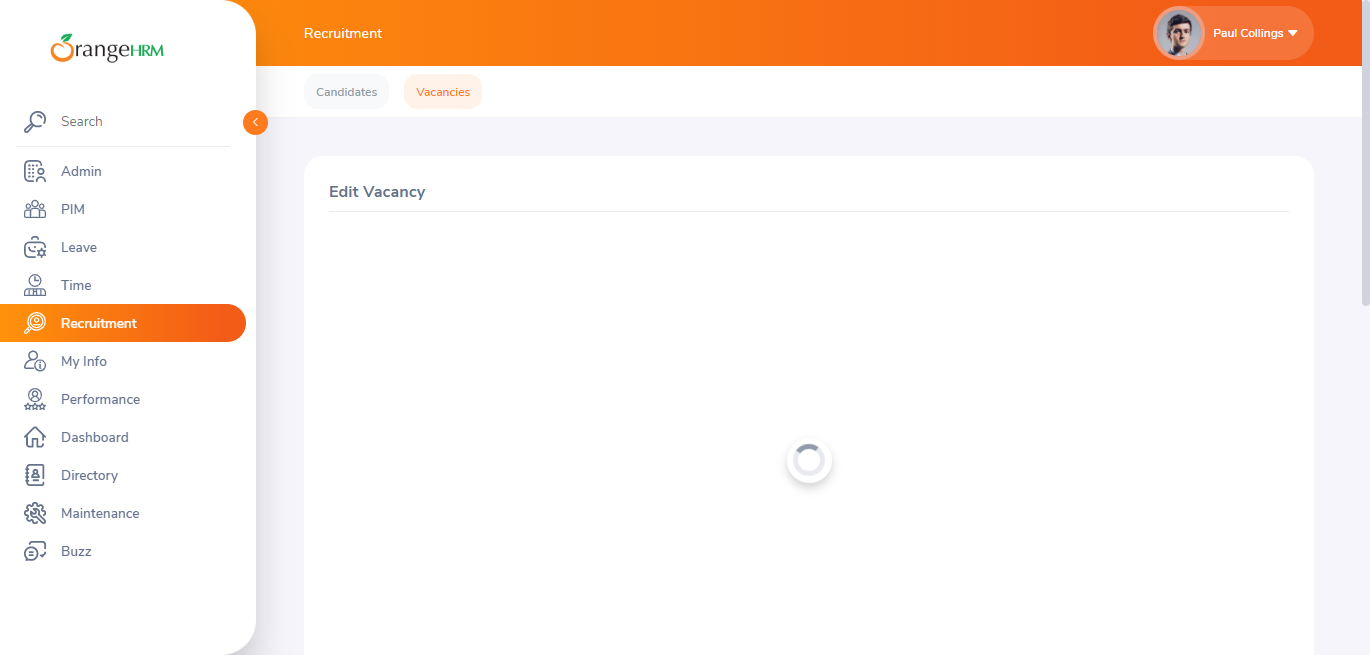 OrangeHRM
Recruitment
Paul Collings
Candidates
Vacancies
Search
Admin
PIM
Leave
Time
Recruitment
My Info
Performance
Dashboard
Directory
Maintenance
Buzz
Edit Vacancy